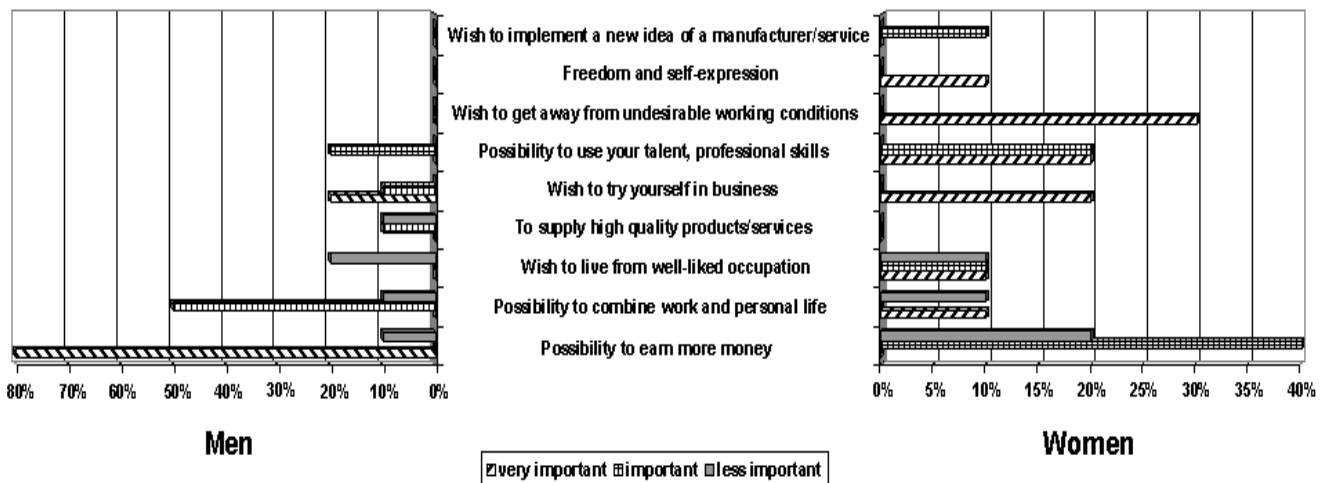 Wish to implement a new idea of a manufacturer/service
Freedom and self-expression
Wish to get away from undesirable working conditions
Possibility to use your talent, professional skills
Wish to try yourself in business
To supply high quality products/services
Wish to live from well-liked occupation
Possibility to combine work and personal life
Possibility to earn more money
80% 70% 60% 50% 40% 30% 20% 10% 0%
0% 5% 10% 15% 20% 25% 30% 35% 40%
Men
Women
very important important less important